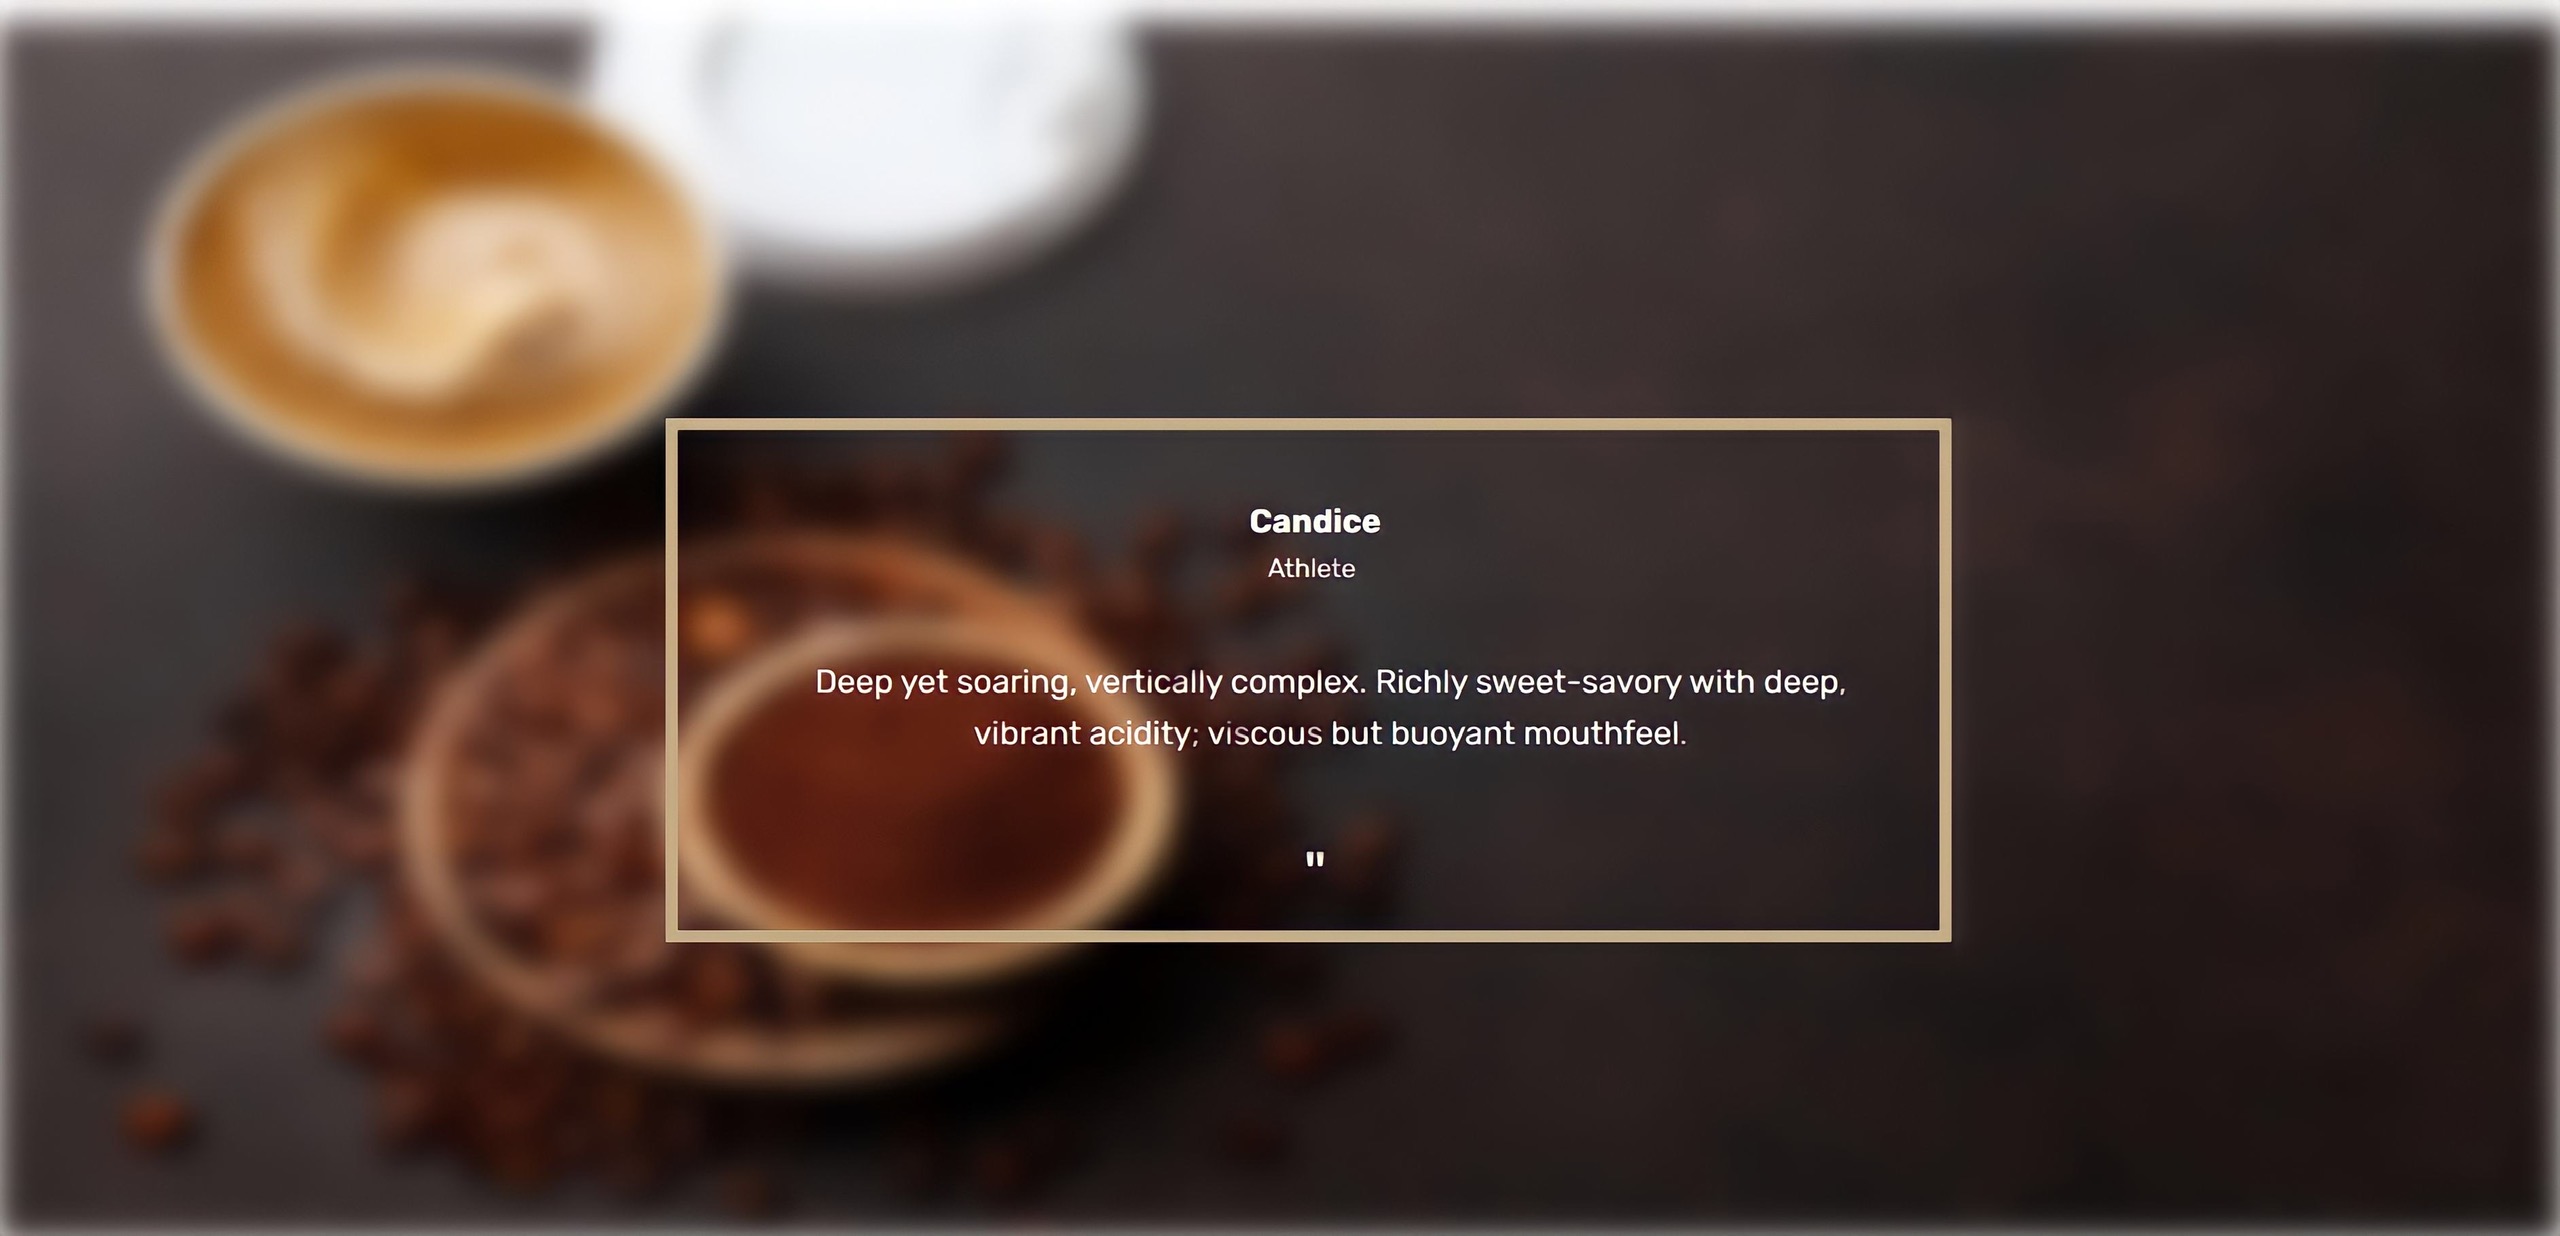 Candice
Athlete
Deep yet soaring, vertically complex. Richly sweet-savory with deep,
vibrant acidity; viscous but buoyant mouthfeel.
"